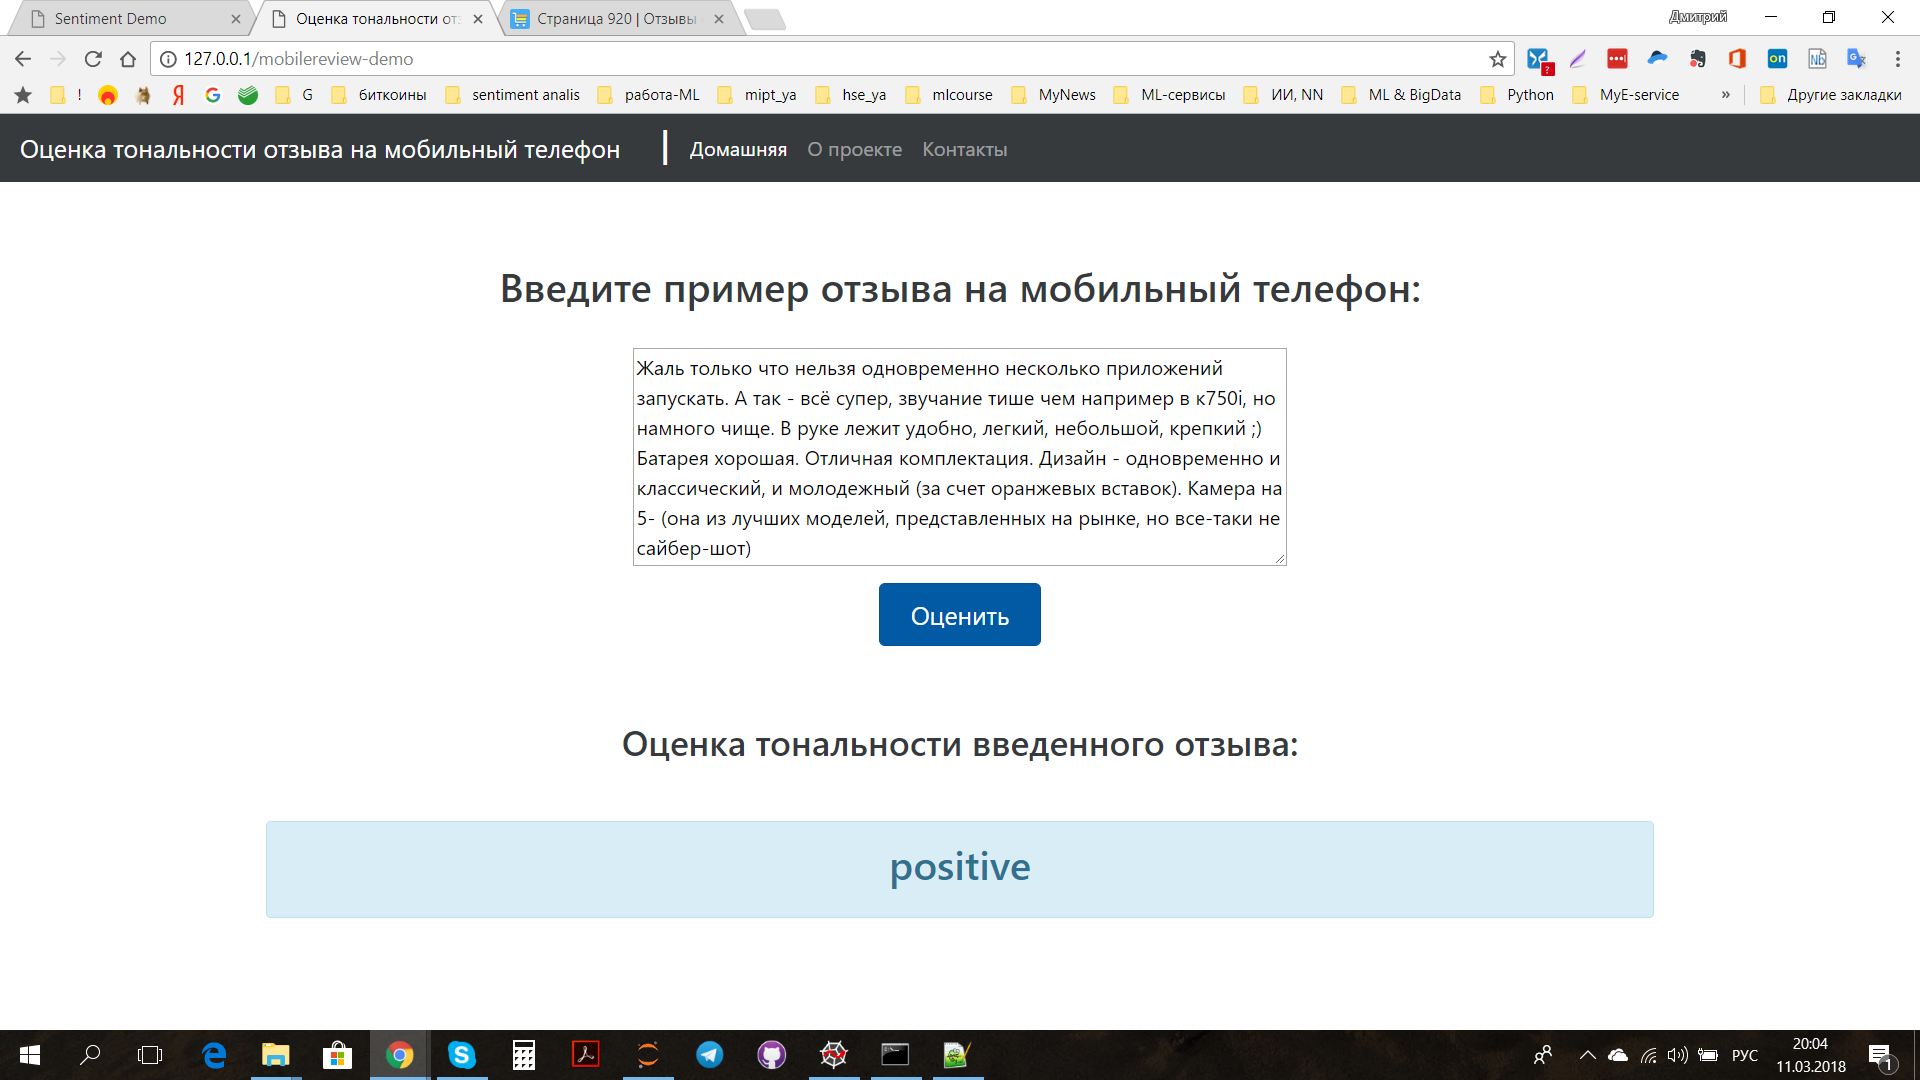 Sentiment Demo
Оценка тональности от
Страница 920 | Отзывы
Дмитрий
127.0.0.1/mobilereview-demo
!
G
биткоины
sentiment analis
работа-ML
mipt_ya
hse_ya
mlcourse
MyNews
ML-сервисы
ИИ, NN
ML & BigData
Python
MyE-service
»
Другие закладки
Оценка тональности отзыва на мобильный телефон
Домашняя О проекте Контакты
Введите пример отзыва на мобильный телефон:
Жаль только что нельзя одновременно несколько приложений
запускать. А так - всё супер, звучание тише чем например в к750i, но
намного чище. В руке лежит удобно, легкий, небольшой, крепкий ;)
Батарея хорошая. Отличная комплектация. Дизайн - одновременно и
классический, и молодежный (за счет оранжевых вставок). Камера на
5- (она из лучших моделей, представленных на рынке, но все-таки не
сайбер-шот)
Оценить
Оценка тональности введенного отзыва:
positive
РУС
20:04
11.03.2018
1